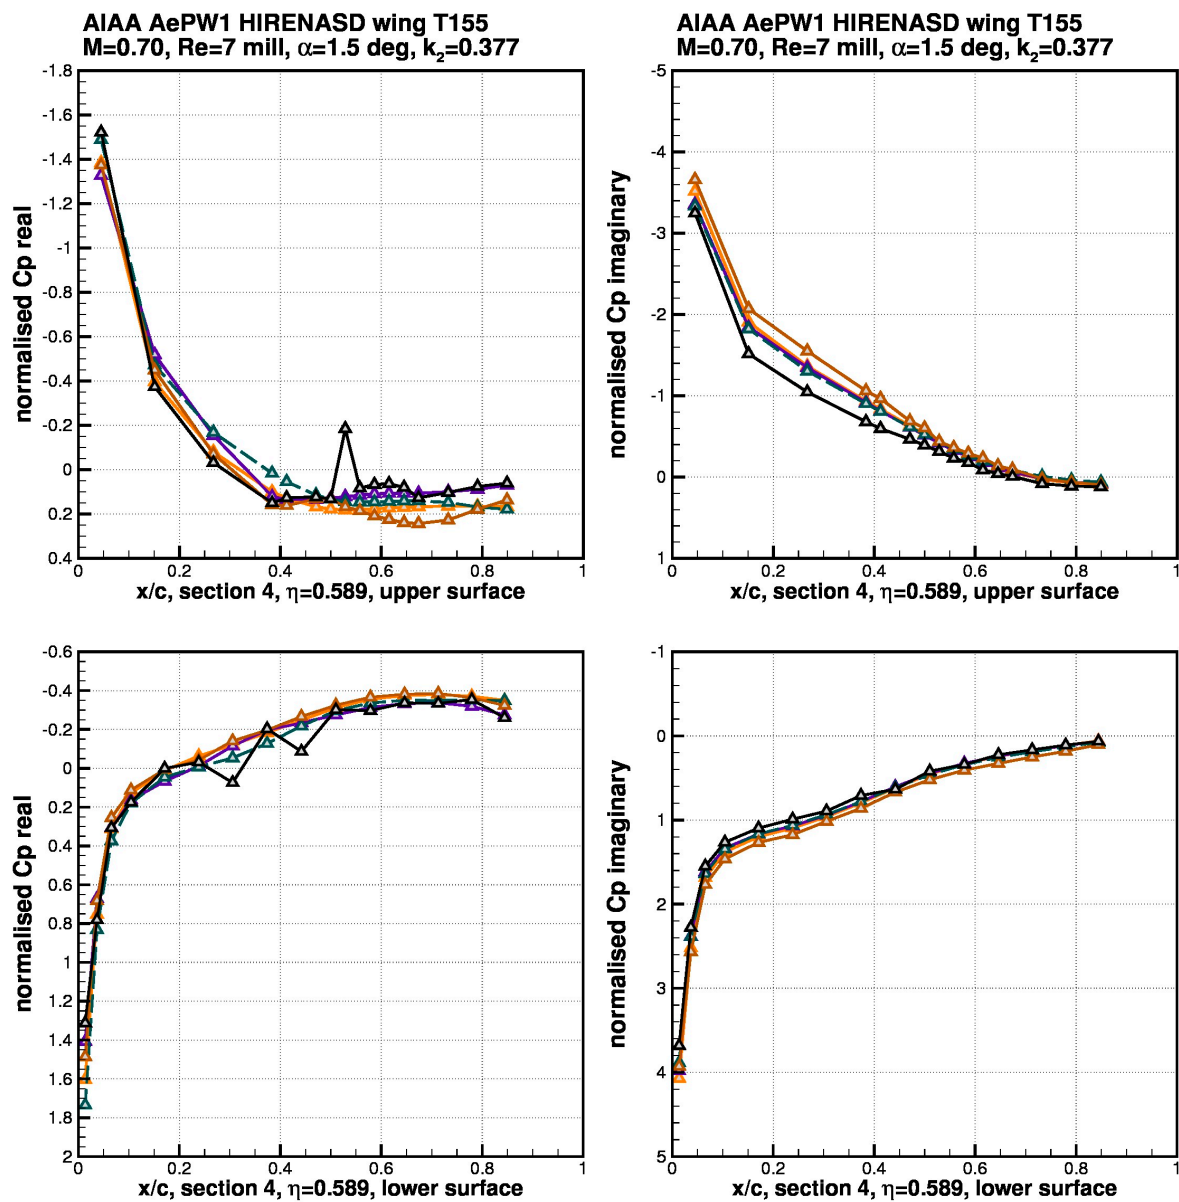 AIAA AePW1 HIRENASD wing T155
M=0.70, Re=7 mill, α=1.5 deg, k₂=0.377
-1.8
-1.6
-1.4
-1.2
-1
-0.8
-0.6
-0.4
-0.2
0
0.2
0.4
normalised Cp real
0 0.2 0.4 0.6 0.8 1
x/c, section 4, η=0.589, upper surface
AIAA AePW1 HIRENASD wing T155
M=0.70, Re=7 mill, α=1.5 deg, k₂=0.377
-5
-4
-3
-2
-1
0
1
normalised Cp imaginary
0 0.2 0.4 0.6 0.8 1
x/c, section 4, η=0.589, upper surface
-0.6
-0.4
-0.2
0
0.2
0.4
0.6
0.8
1
1.2
1.4
1.6
1.8
2
normalised Cp real
0 0.2 0.4 0.6 0.8 1
x/c, section 4, η=0.589, lower surface
-1
0
1
2
3
4
5
normalised Cp imaginary
0 0.2 0.4 0.6 0.8 1
x/c, section 4, η=0.589, lower surface